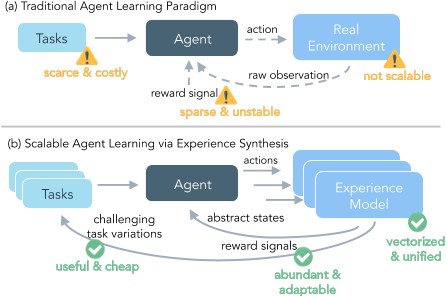 (a) Traditional Agent Learning Paradigm
Tasks
Agent
action
Real
Environment
scarce & costly
raw observation
not scalable
reward signal
sparse & unstable
(b) Scalable Agent Learning via Experience Synthesis
Tasks
Agent
actions
Experience
Model
challenging
task variations
abstract states
reward signals
vectorized
& unified
useful & cheap
abundant &
adaptable